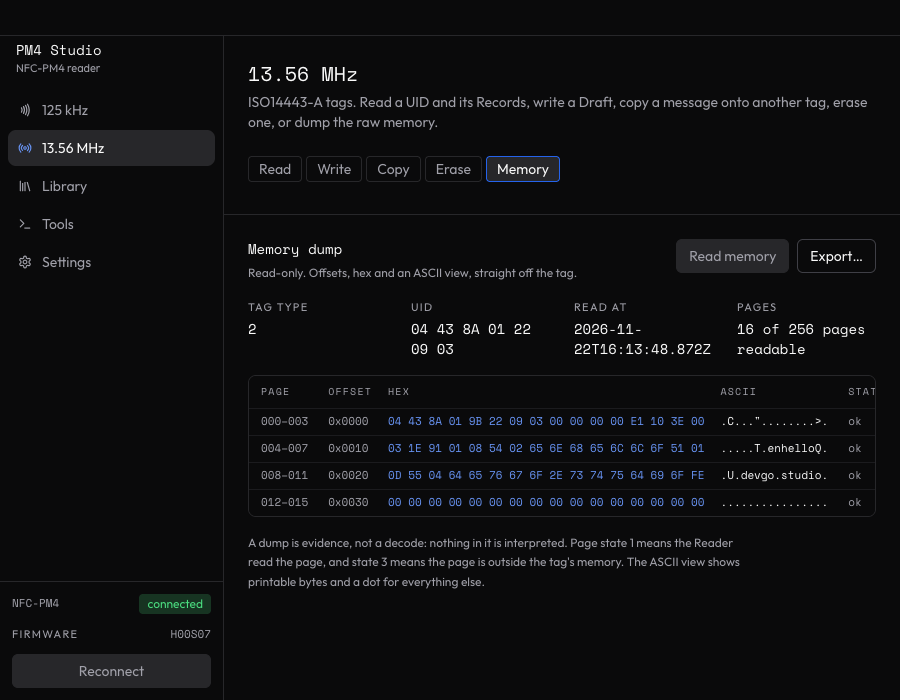 PM4 Studio
NFC-PM4 reader
125 kHz
13.56 MHz
Library
Tools
Settings
NFC-PM4 connected
FIRMWARE H00S07
Reconnect
13.56 MHz
ISO14443-A tags. Read a UID and its Records, write a Draft, copy a message onto another tag, erase
one, or dump the raw memory.
Read Write Copy Erase Memory
Memory dump
Read-only. Offsets, hex and an ASCII view, straight off the tag.
Read memory Export...
TAG TYPE UID READ AT PAGES
2 04 43 8A 01 22 2026-11- 16 of 256 pages
09 03 22T16:13:48.872Z readable
PAGE OFFSET HEX ASCII STAT
000–003 0x0000 04 43 8A 01 9B 22 09 03 00 00 00 00 E1 10 3E 00 .C..."........>. ok
004–007 0x0010 03 1E 91 01 08 54 02 65 6E 68 65 6C 6C 6F 51 01 .....T.enhelloQ. ok
008–011 0x0020 0D 55 04 64 65 76 67 6F 2E 73 74 75 64 69 6F FE .U.devgo.studio. ok
012–015 0x0030 00 00 00 00 00 00 00 00 00 00 00 00 00 00 00 00 ................ ok
A dump is evidence, not a decode: nothing in it is interpreted. Page state 1 means the Reader
read the page, and state 3 means the page is outside the tag's memory. The ASCII view shows
printable bytes and a dot for everything else.